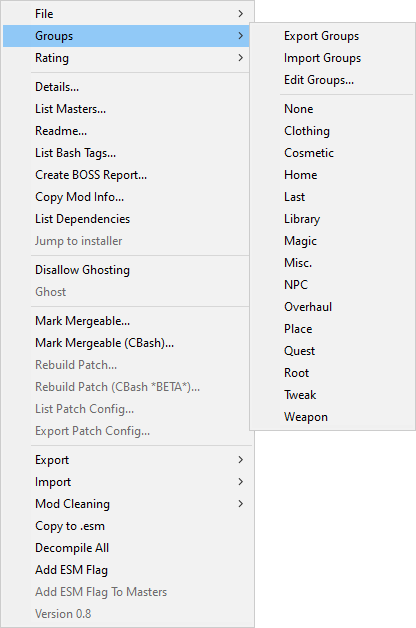 File
Groups
Rating
Details...
List Masters...
Readme...
List Bash Tags...
Create BOSS Report...
Copy Mod Info...
List Dependencies
Jump to installer
Disallow Ghosting
Ghost
Mark Mergeable...
Mark Mergeable (CBash)...
Rebuild Patch...
Rebuild Patch (CBash *BETA*)...
List Patch Config...
Export Patch Config...
Export
Import
Mod Cleaning
Copy to .esm
Decompile All
Add ESM Flag
Add ESM Flag To Masters
Version 0.8
Export Groups
Import Groups
Edit Groups...
None
Clothing
Cosmetic
Home
Last
Library
Magic
Misc.
NPC
Overhaul
Place
Quest
Root
Tweak
Weapon